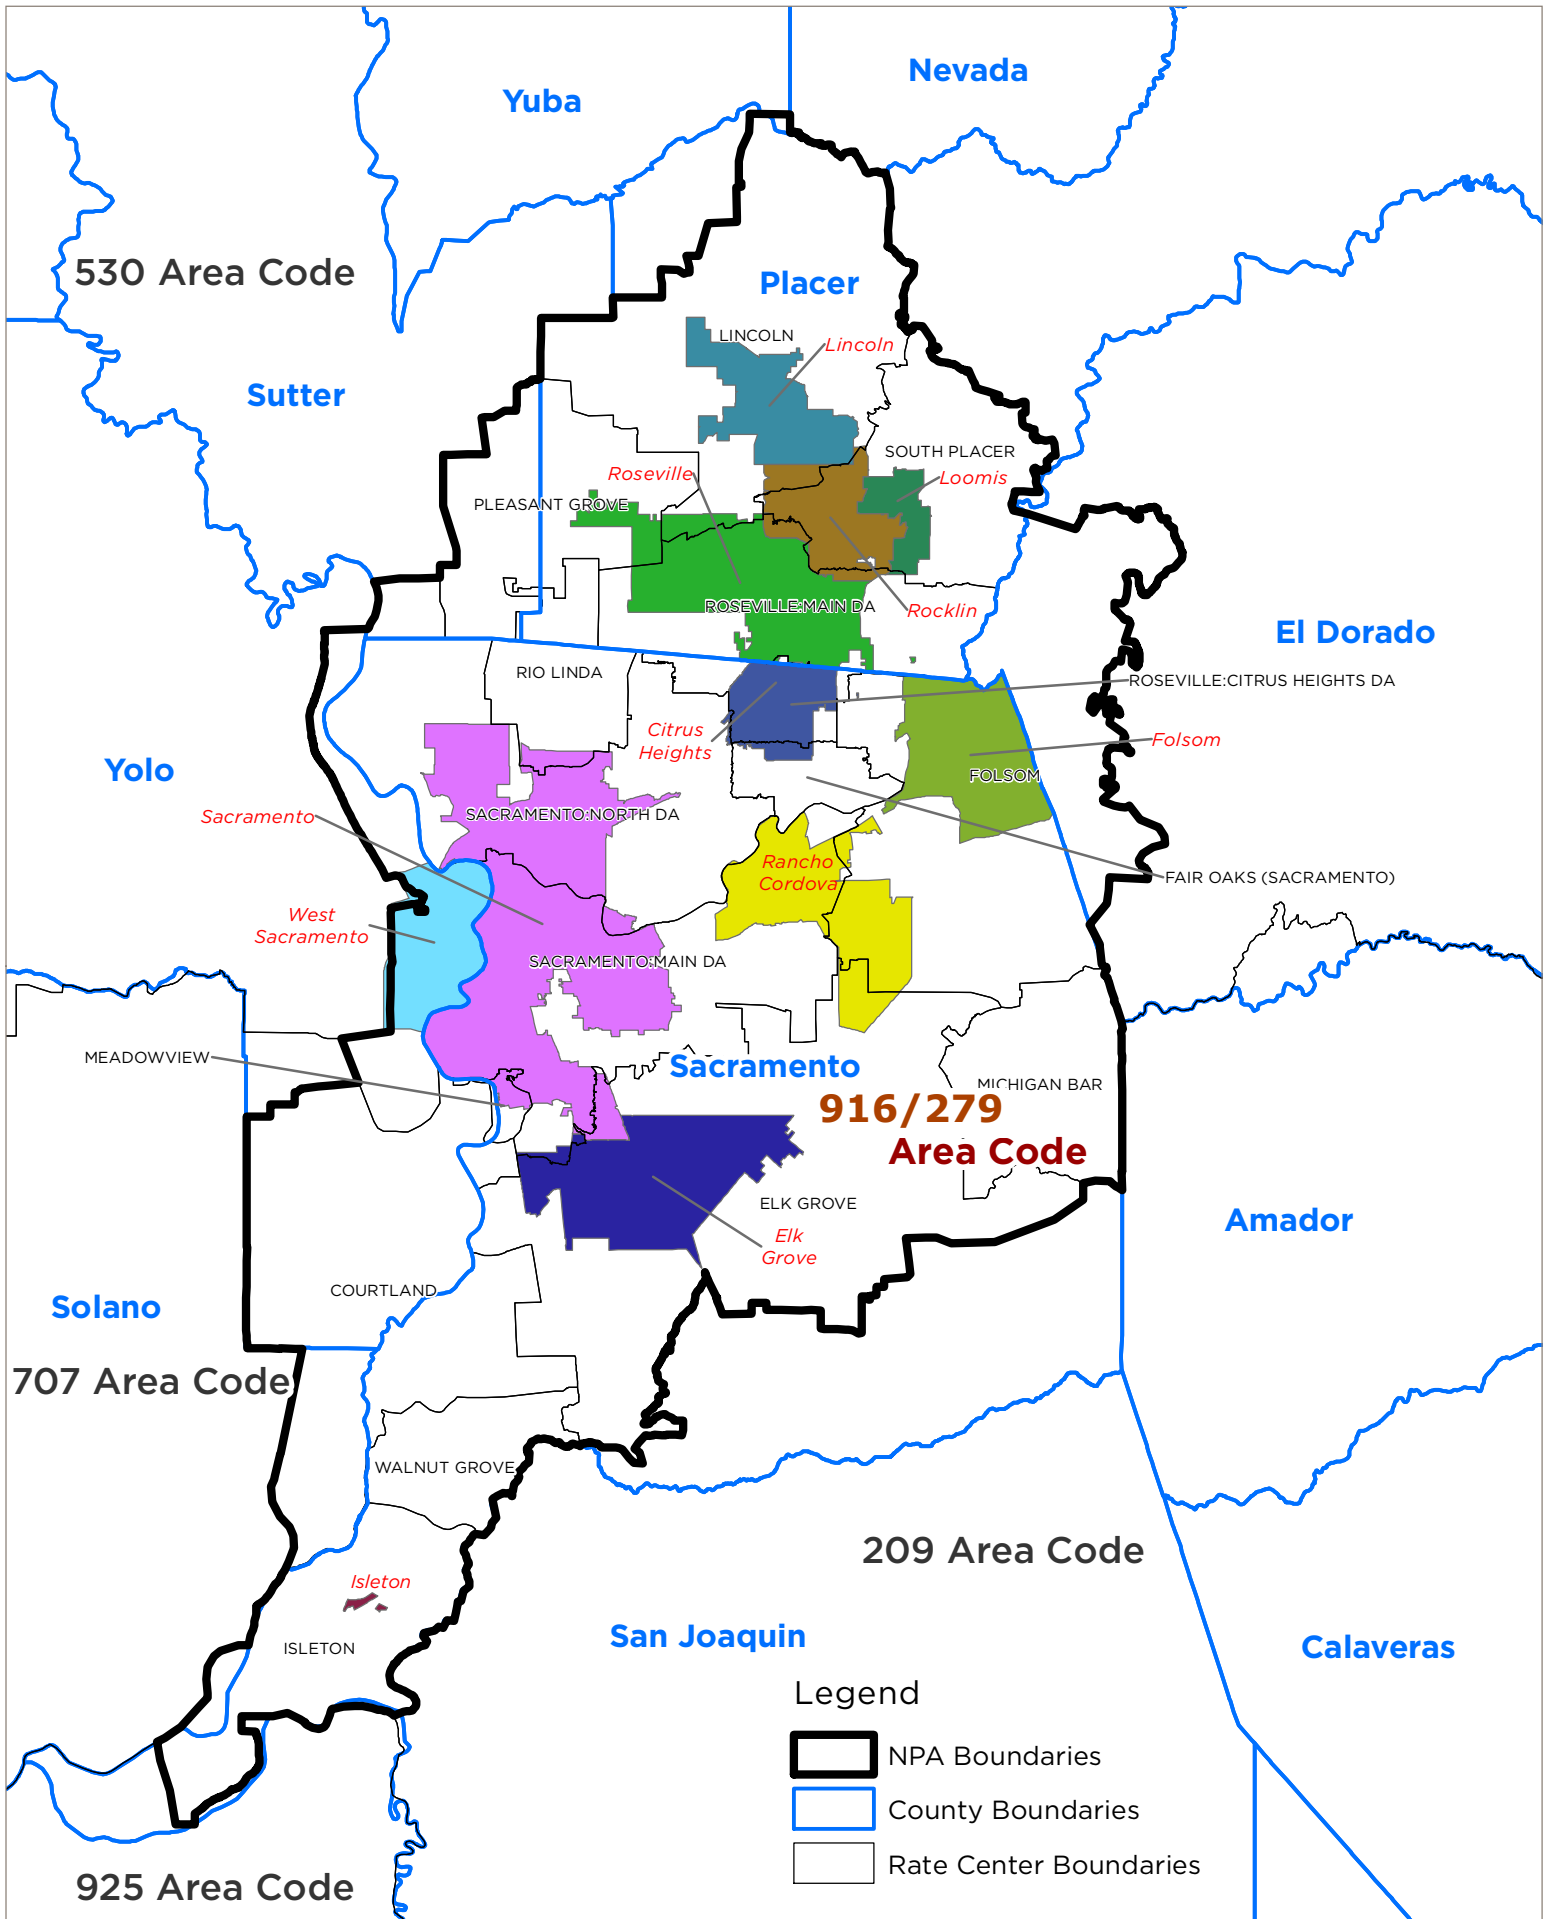 Nevada
Yuba
530 Area Code
Placer
LINCOLN
Lincoln
Sutter
SOUTH PLACER
Roseville
Loomis
PLEASANT GROVE
ROSEVILLE:MAIN DA
Rocklin
El Dorado
RIO LINDA
ROSEVILLE:CITRUS HEIGHTS DA
Citrus
Heights
Folsom
Yolo
FOLSOM
Sacramento
SACRAMENTO:NORTH DA
Rancho
Cordova
FAIR OAKS (SACRAMENTO)
West
Sacramento
SACRAMENTO:MAIN DA
MEADOWVIEW
Sacramento
MICHIGAN BAR
916/279
Area Code
ELK GROVE
Amador
Elk
Grove
COURTLAND
Solano
707 Area Code
WALNUT GROVE
209 Area Code
Isleton
San Joaquin
ISLETON
Calaveras
Legend
NPA Boundaries
County Boundaries
Rate Center Boundaries
925 Area Code